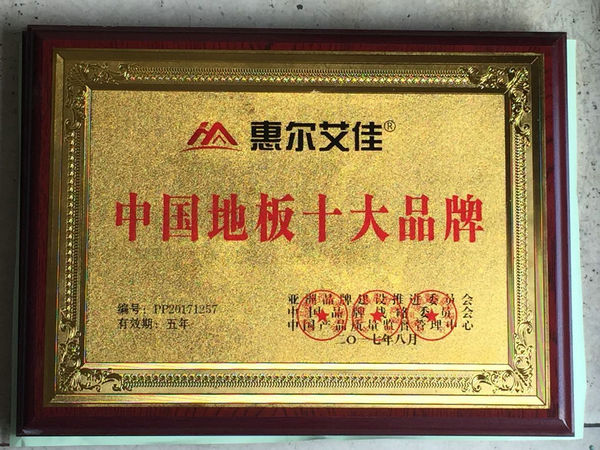 惠尔艾佳®
中国地板十大品牌
编号：PP20171257
有效期：五年
亚洲品牌建设推进委员会
中国品牌战略委员会
中国产品质量监督管理中心
二〇一七年八月